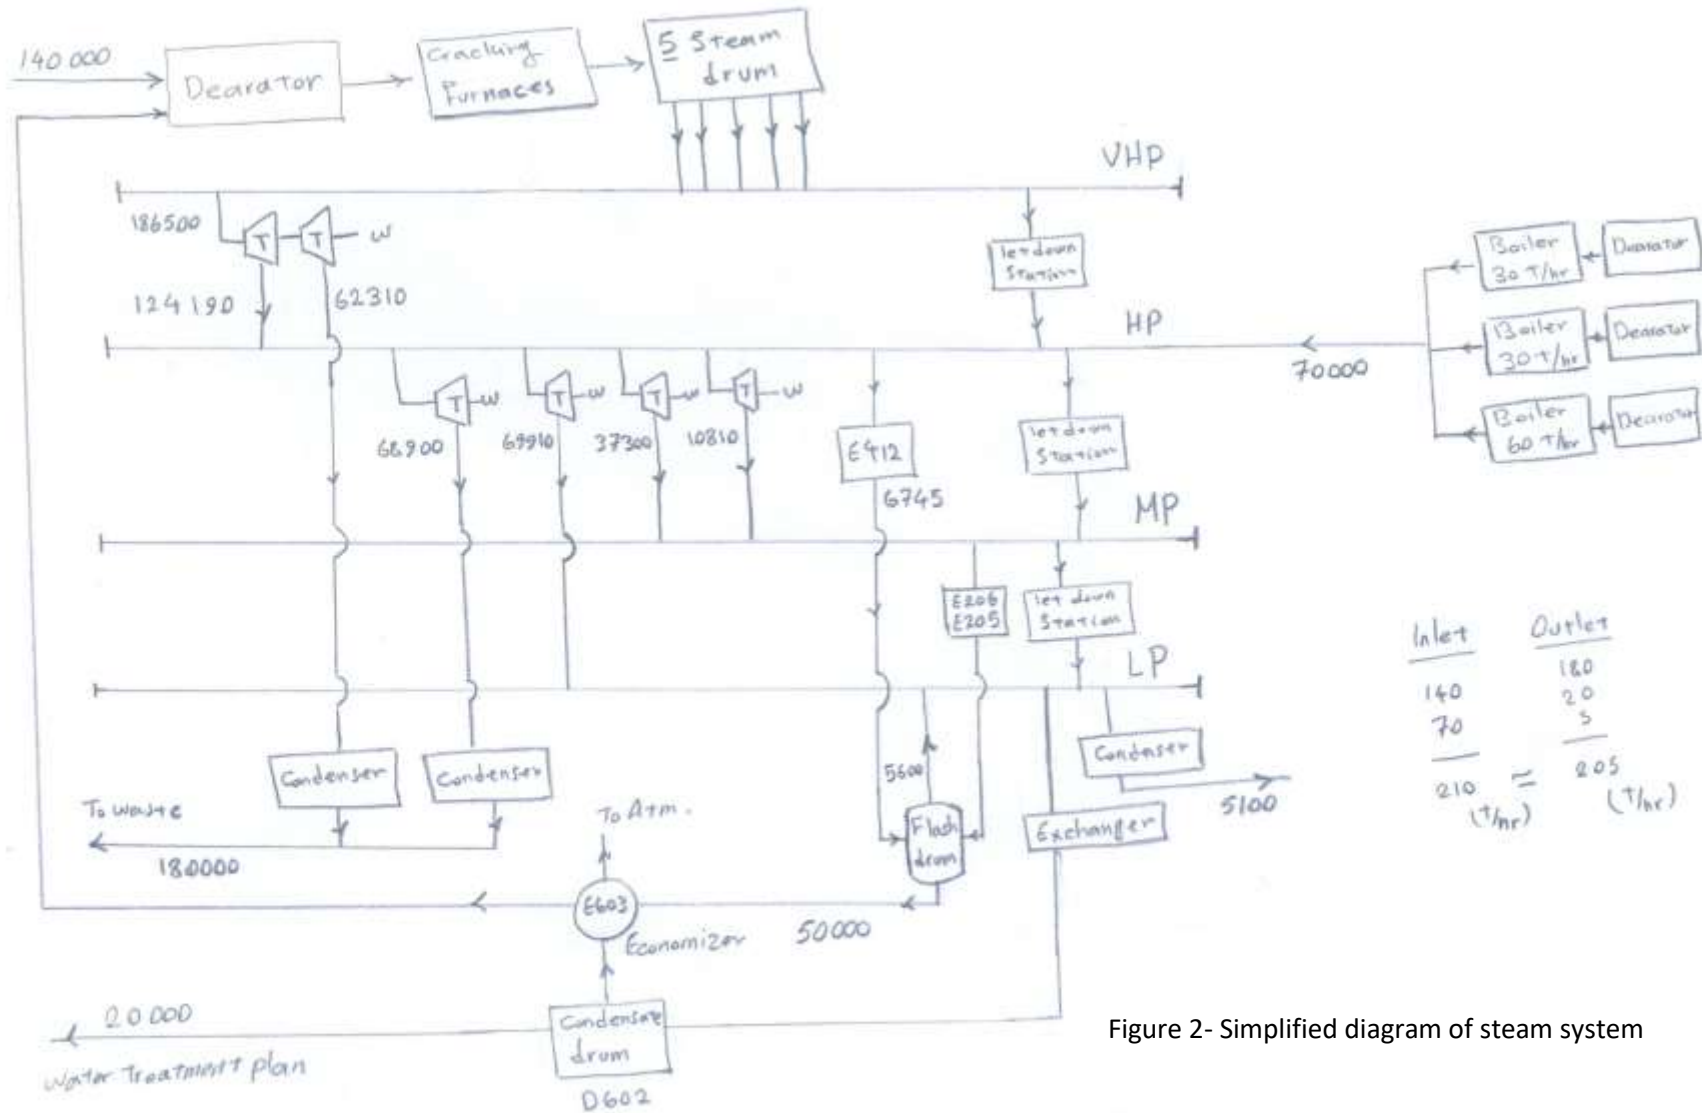 140 000
Dearator
Cracking
Furnaces
5 Steam
drum
VHP
186500
T
T
W
124 190
62310
let down
Station
HP
70000
Boiler
30 T/hr
Dearator
Boiler
30 T/hr
Dearator
Boiler
60 T/hr
Dearator
T
W
T
W
T
W
T
W
68900
69910
37300
10810
E412
6745
let down
Station
MP
E206
E205
let down
Station
LP
Condenser
Condenser
To waste
180000
5600
Flash
drum
Condenser
5100
Exchanger
To Atm.
E603
Economizer
50000
20 000
Water Treatment plan
Condensate
drum
D602
Inlet
140
70
210
(T/hr)
≈
Outlet
180
20
5
205
(T/hr)
Figure 2- Simplified diagram of steam system